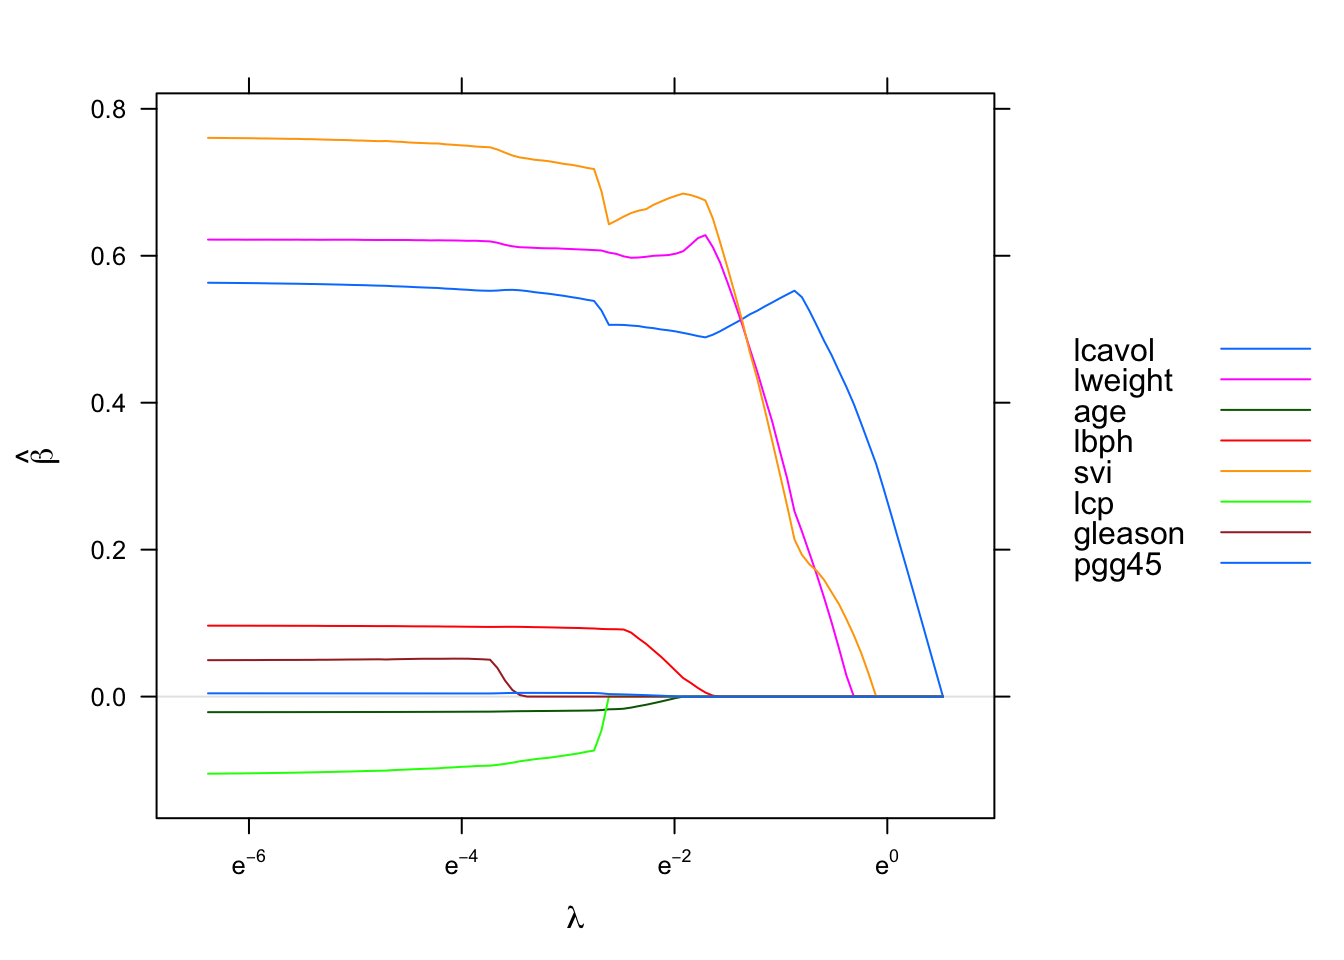 0.8
0.6
0.4
0.2
0.0
β̂
e⁻⁶
e⁻⁴
e⁻²
e⁰
λ
lcavol
lweight
age
lbph
svi
lcp
gleason
pgg45